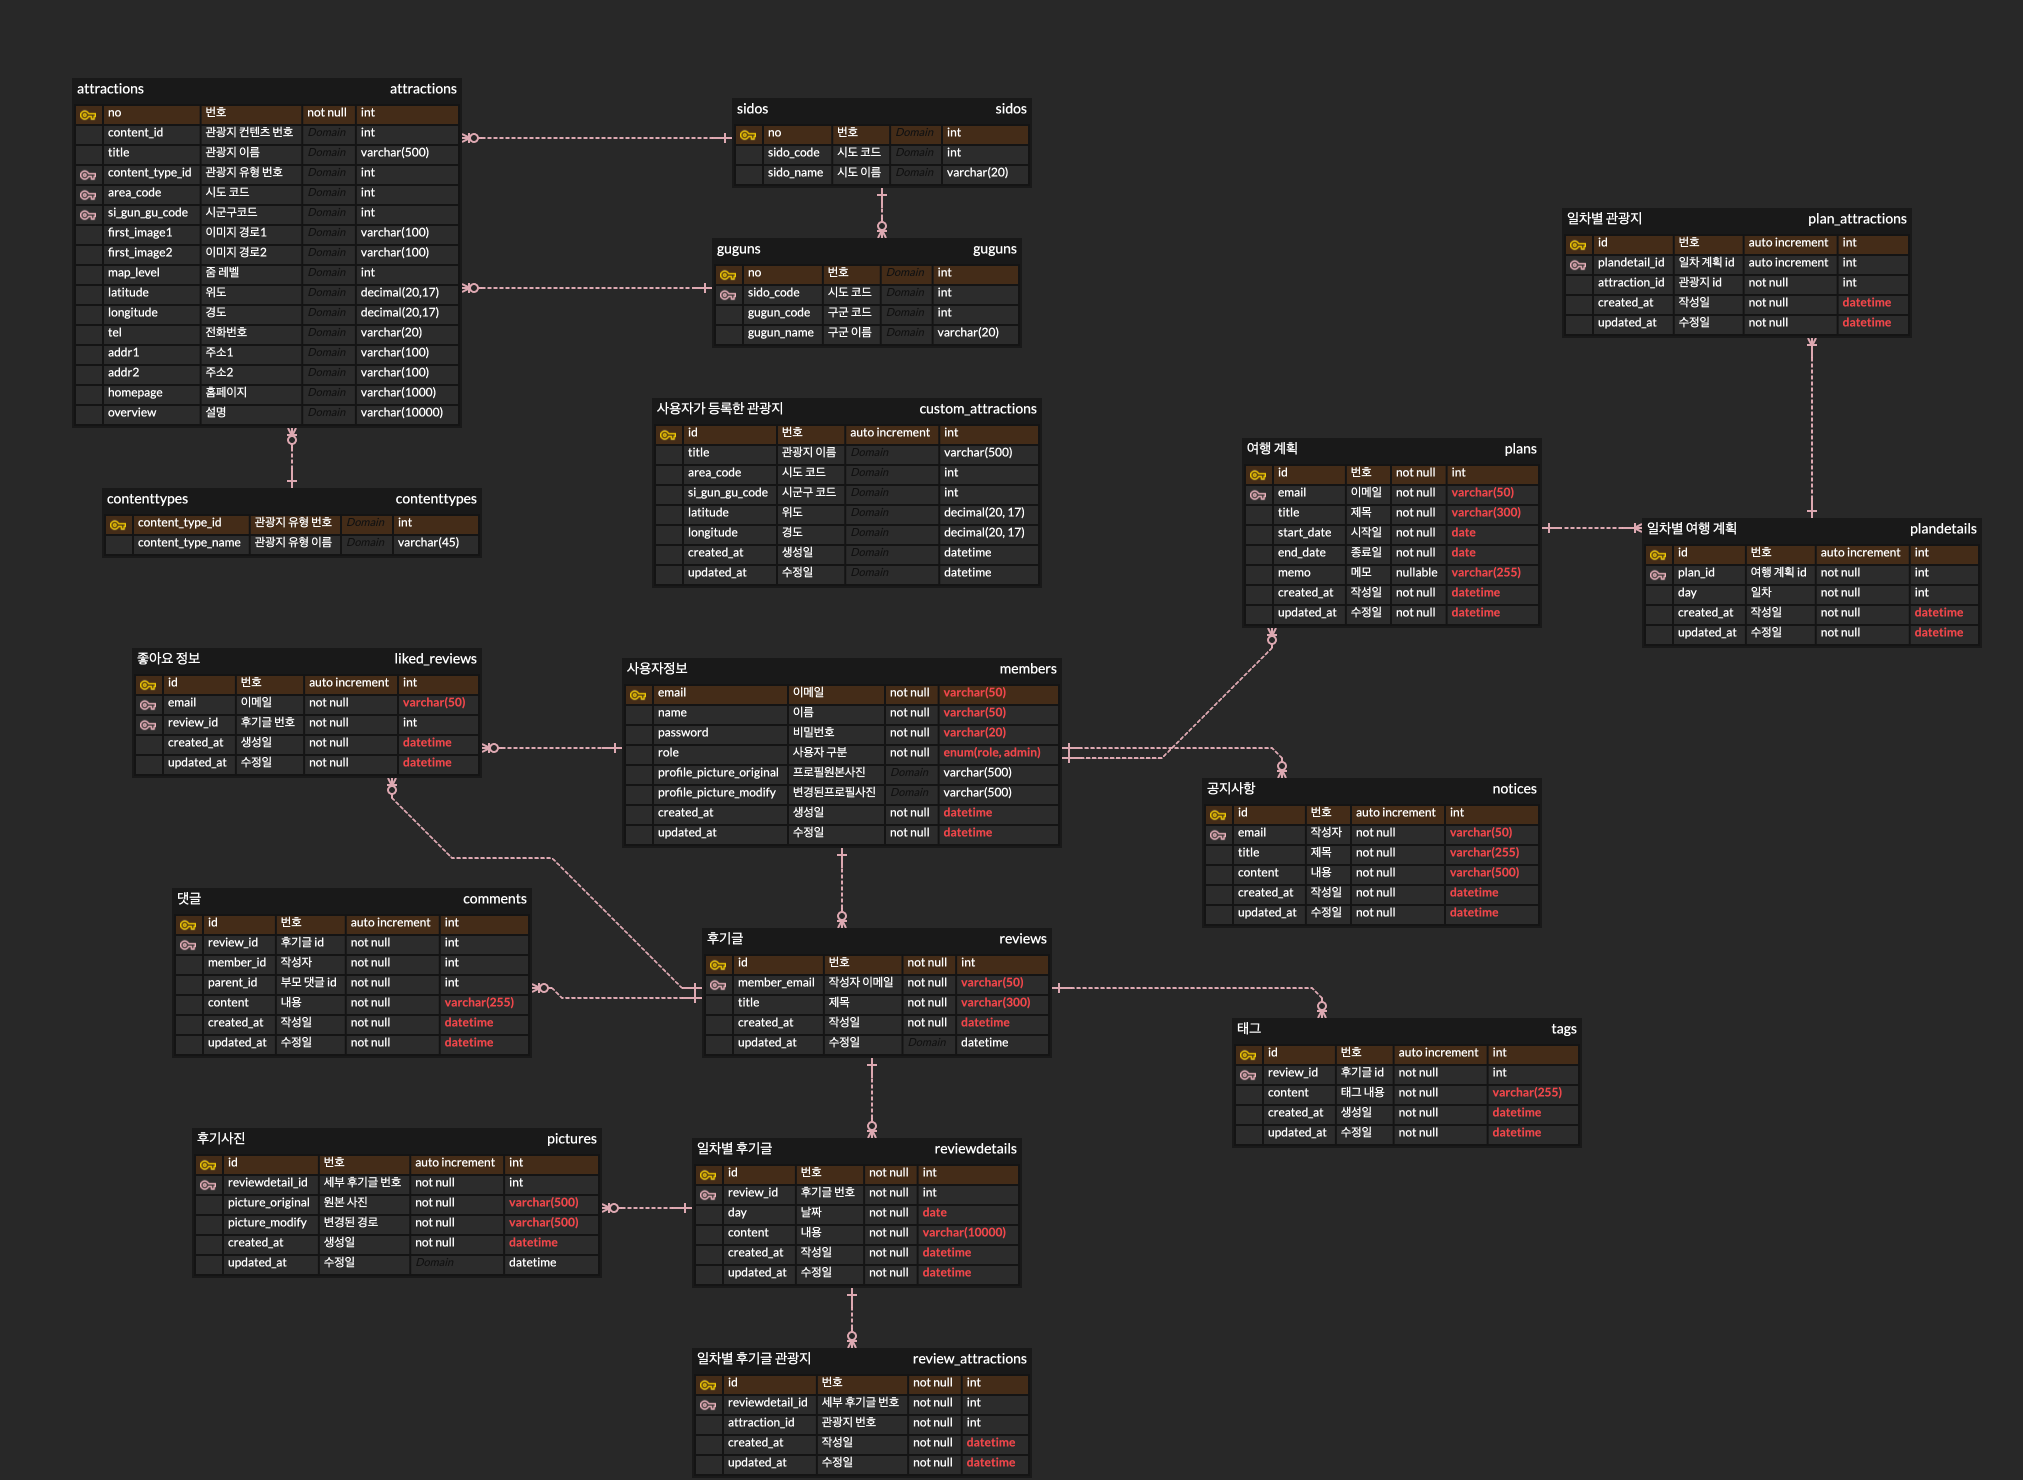 attractions attractions
no 번호 not null int
content_id 관광지 컨텐츠 번호 Domain int
title 관광지 이름 Domain varchar(500)
content_type_id 관광지 유형 번호 Domain int
area_code 시도 코드 Domain int
si_gun_gu_code 시군구코드 Domain int
first_image1 이미지 경로1 Domain varchar(100)
first_image2 이미지 경로2 Domain varchar(100)
map_level 줌 레벨 Domain int
latitude 위도 Domain decimal(20,17)
longitude 경도 Domain decimal(20,17)
tel 전화번호 Domain varchar(20)
addr1 주소1 Domain varchar(100)
addr2 주소2 Domain varchar(100)
homepage 홈페이지 Domain varchar(1000)
overview 설명 Domain varchar(10000)
sidos sidos
no 번호 Domain int
sido_code 시도 코드 Domain int
sido_name 시도 이름 Domain varchar(20)
guguns guguns
no 번호 Domain int
sido_code 시도 코드 Domain int
gugun_code 구군 코드 Domain int
gugun_name 구군 이름 Domain varchar(20)
일차별 관광지 plan_attractions
id 번호 auto increment int
plandetail_id 일차 계획 id auto increment int
attraction_id 관광지 id not null int
created_at 작성일 not null datetime
updated_at 수정일 not null datetime
사용자가 등록한 관광지 custom_attractions
id 번호 auto increment int
title 관광지 이름 Domain varchar(500)
area_code 시도 코드 Domain int
si_gun_gu_code 시군구 코드 Domain int
latitude 위도 Domain decimal(20, 17)
longitude 경도 Domain decimal(20, 17)
created_at 생성일 Domain datetime
updated_at 수정일 Domain datetime
contenttypes contenttypes
content_type_id 관광지 유형 번호 Domain int
content_type_name 관광지 유형 이름 Domain varchar(45)
여행 계획 plans
id 번호 not null int
email 이메일 not null varchar(50)
title 제목 not null varchar(300)
start_date 시작일 not null date
end_date 종료일 not null date
memo 메모 nullable varchar(255)
created_at 작성일 not null datetime
updated_at 수정일 not null datetime
일차별 여행 계획 plandetails
id 번호 auto increment int
plan_id 여행 계획 id not null int
day 일차 not null int
created_at 작성일 not null datetime
updated_at 수정일 not null datetime
좋아요 정보 liked_reviews
id 번호 auto increment int
email 이메일 not null varchar(50)
review_id 후기글 번호 not null int
created_at 생성일 not null datetime
updated_at 수정일 not null datetime
사용자정보 members
email 이메일 not null varchar(50)
name 이름 not null varchar(50)
password 비밀번호 not null varchar(20)
role 사용자 구분 not null enum(role, admin)
profile_picture_original 프로필원본사진 Domain varchar(500)
profile_picture_modify 변경된프로필사진 Domain varchar(500)
created_at 생성일 not null datetime
updated_at 수정일 not null datetime
공지사항 notices
id 번호 auto increment int
email 작성자 not null varchar(50)
title 제목 not null varchar(255)
content 내용 not null varchar(500)
created_at 작성일 not null datetime
updated_at 수정일 not null datetime
댓글 comments
id 번호 auto increment int
review_id 후기글 id not null int
member_id 작성자 not null int
parent_id 부모 댓글 id not null int
content 내용 not null varchar(255)
created_at 작성일 not null datetime
updated_at 수정일 not null datetime
후기글 reviews
id 번호 not null int
member_email 작성자 이메일 not null varchar(50)
title 제목 not null varchar(300)
created_at 작성일 not null datetime
updated_at 수정일 Domain datetime
태그 tags
id 번호 auto increment int
review_id 후기글 id not null int
content 태그 내용 not null varchar(255)
created_at 생성일 not null datetime
updated_at 수정일 not null datetime
후기사진 pictures
id 번호 auto increment int
reviewdetail_id 세부 후기글 번호 not null int
picture_original 원본 사진 not null varchar(500)
picture_modify 변경된 경로 not null varchar(500)
created_at 생성일 not null datetime
updated_at 수정일 Domain datetime
일차별 후기글 reviewdetails
id 번호 not null int
review_id 후기글 번호 not null int
day 날짜 not null date
content 내용 not null varchar(10000)
created_at 작성일 not null datetime
updated_at 수정일 not null datetime
일차별 후기글 관광지 review_attractions
id 번호 not null int
reviewdetail_id 세부 후기글 번호 not null int
attraction_id 관광지 번호 not null int
created_at 작성일 not null datetime
updated_at 수정일 not null datetime